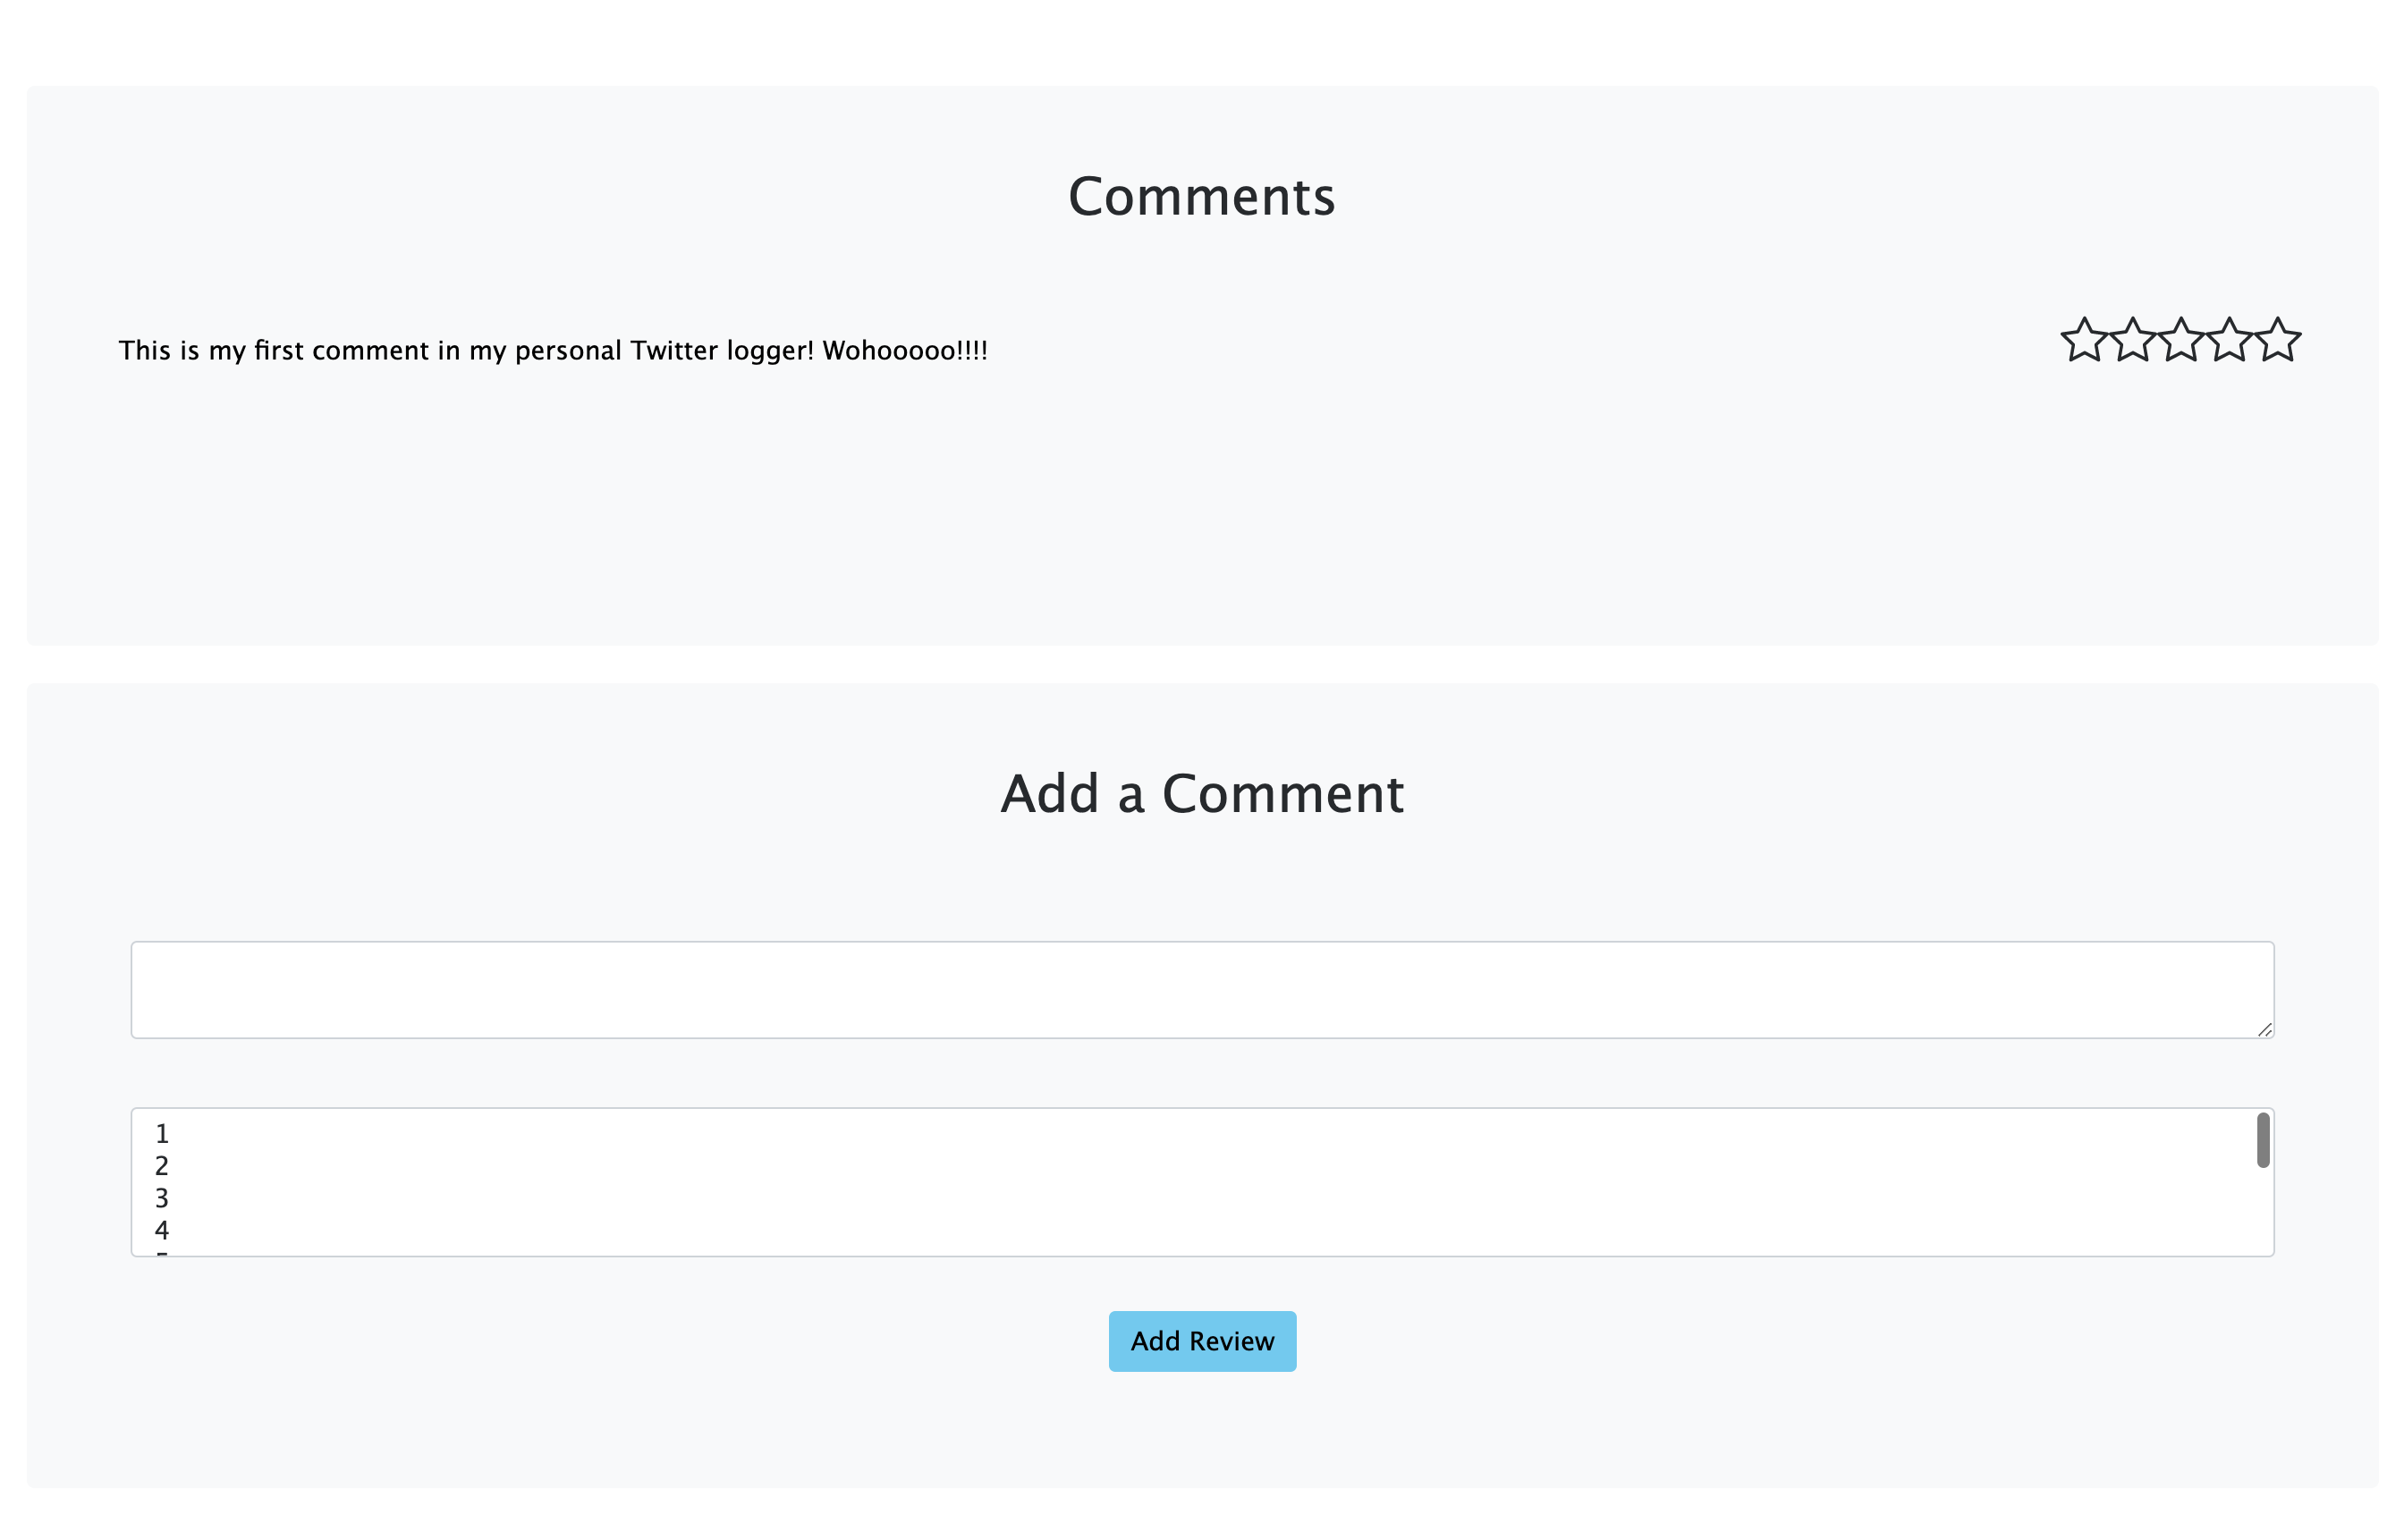 Comments
This is my first comment in my personal Twitter logger! Wohooooo!!!!
Add a Comment
1
2
3
4
Add Review